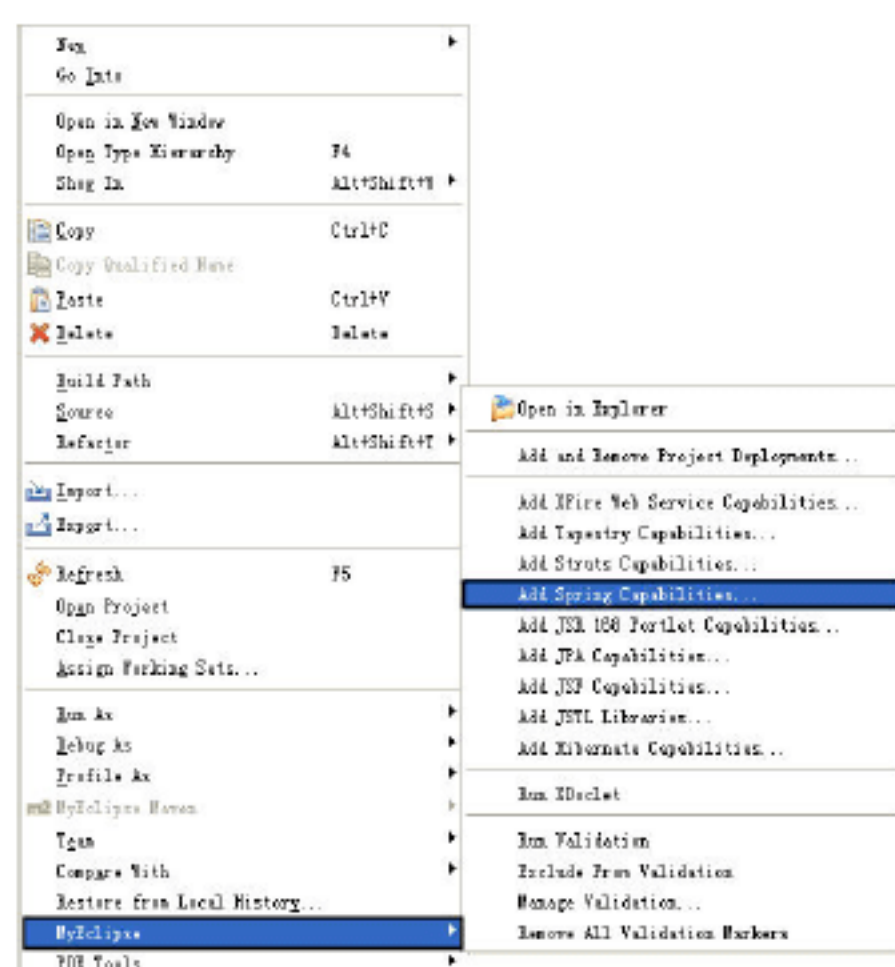 New
Go Into
Open in New Window
Open Type Hierarchy F4
Show In Alt+Shift+W
Copy Ctrl+C
Copy Qualified Name
Paste Ctrl+V
Delete Delete
Build Path
Source Alt+Shift+S
Refactor Alt+Shift+T
Import...
Export...
Refresh F5
Open Project
Close Project
Assign Working Sets...
Run As
Debug As
Profile As
m2 MyEclipse Maven
Team
Compare With
Restore from Local History...
MyEclipse
PDE Tools
Open in Explorer
Add and Remove Project Deployments...
Add XFire Web Service Capabilities...
Add Tapestry Capabilities...
Add Struts Capabilities...
Add Spring Capabilities...
Add JSR 168 Portlet Capabilities...
Add JPA Capabilities...
Add JSF Capabilities...
Add JSTL Libraries...
Add Hibernate Capabilities...
Run XDoclet
Run Validation
Exclude From Validation
Manage Validation...
Remove All Validation Markers